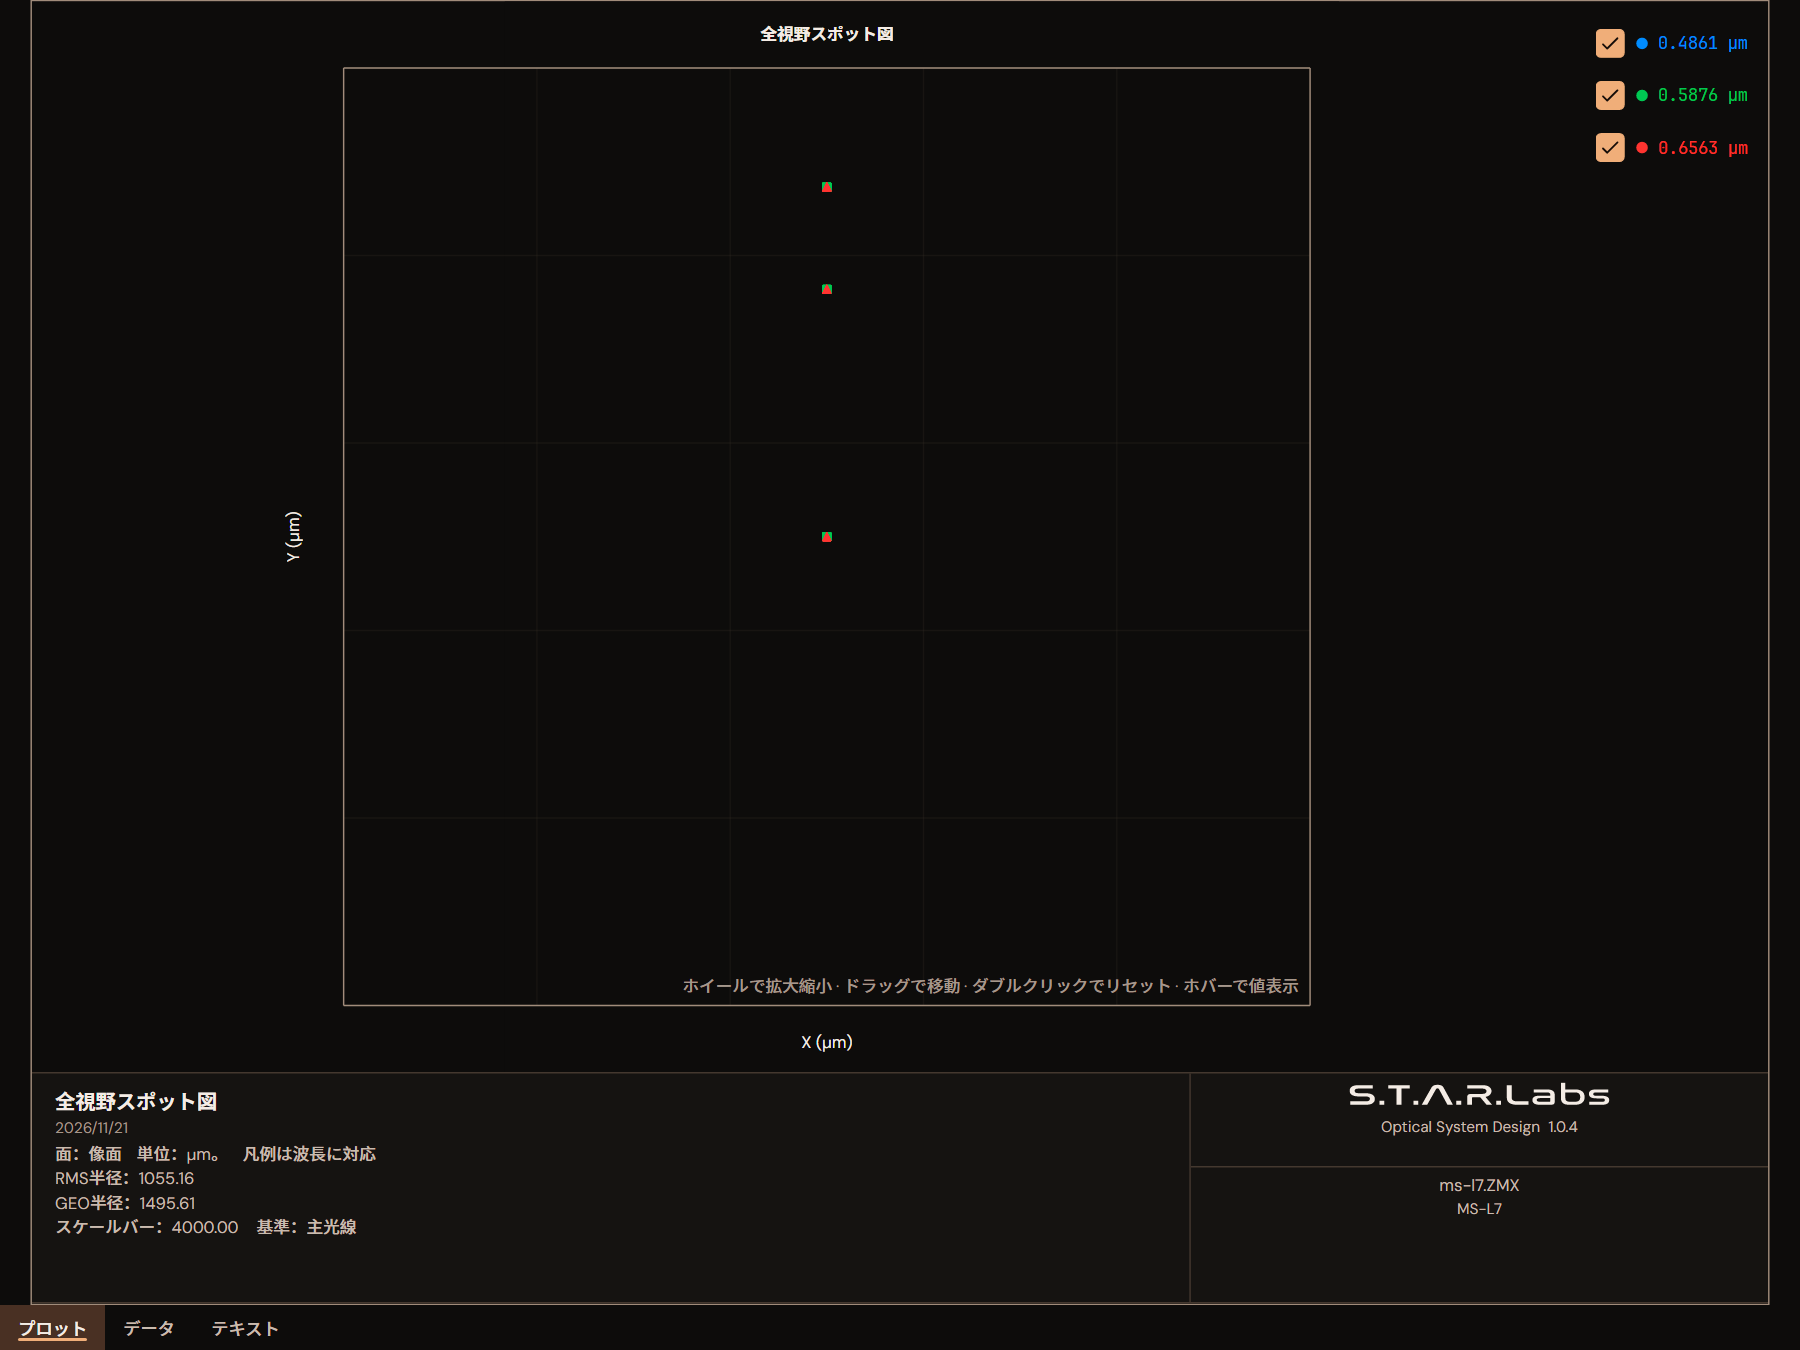 全視野スポット図
0.4861 μm
0.5876 μm
0.6563 μm
Y (μm)
ホイールで拡大縮小 · ドラッグで移動 · ダブルクリックでリセット · ホバーで値表示
X (μm)
全視野スポット図
2026/11/21
面： 像面　単位： μm。　凡例は波長に対応
RMS半径： 1055.16
GEO半径： 1495.61
スケールバー： 4000.00　基準： 主光線
S.T.A.R.Labs
Optical System Design 1.0.4
ms-l7.ZMX
MS-L7
プロット　データ　テキスト